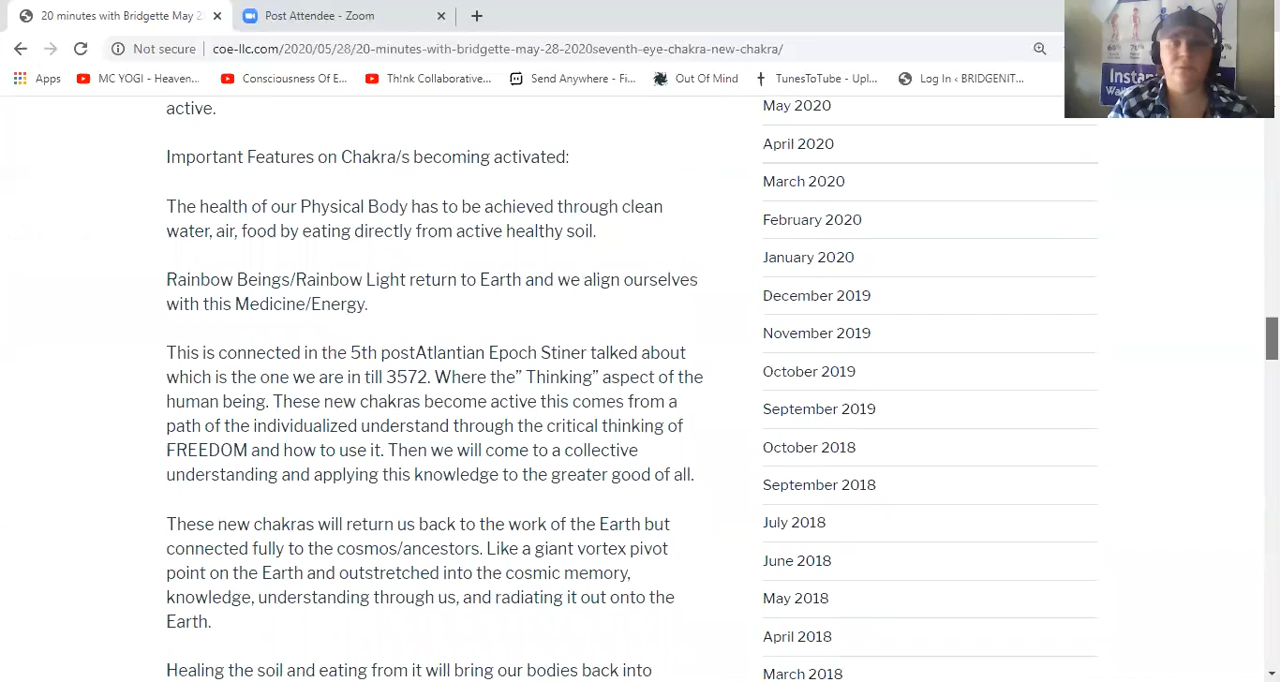 20 minutes with Bridgette May 2
Post Attendee - Zoom
Not secure
coe-llc.com/2020/05/28/20-minutes-with-bridgette-may-28-2020seventh-eye-chakra-new-chakra/
Apps
MC YOGI - Heaven...
Consciousness Of E...
Th!nk Collaborative...
Send Anywhere - Fi...
Out Of Mind
TunesToTube - Upl...
Log In ‹ BRIDGENIT...
Instan
active.
Important Features on Chakra/s becoming activated:
The health of our Physical Body has to be achieved through clean
water, air, food by eating directly from active healthy soil.
Rainbow Beings/Rainbow Light return to Earth and we align ourselves
with this Medicine/Energy.
This is connected in the 5th postAtlantian Epoch Stiner talked about
which is the one we are in till 3572. Where the” Thinking” aspect of the
human being. These new chakras become active this comes from a
path of the individualized understand through the critical thinking of
FREEDOM and how to use it. Then we will come to a collective
understanding and applying this knowledge to the greater good of all.
These new chakras will return us back to the work of the Earth but
connected fully to the cosmos/ancestors. Like a giant vortex pivot
point on the Earth and outstretched into the cosmic memory,
knowledge, understanding through us, and radiating it out onto the
Earth.
Healing the soil and eating from it will bring our bodies back into
May 2020
April 2020
March 2020
February 2020
January 2020
December 2019
November 2019
October 2019
September 2019
October 2018
September 2018
July 2018
June 2018
May 2018
April 2018
March 2018